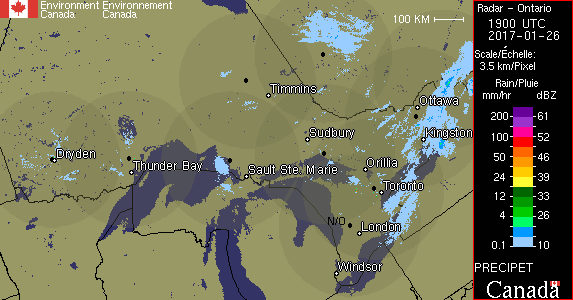 Environment Environnement
Canada Canada
100 KM
Timmins
Ottawa
Sudbury
Kingston
Dryden
Thunder Bay
Sault Ste. Marie
Orillia
Toronto
N/O
London
Windsor
Radar - Ontario
1900 UTC
2017-01-26
Scale/Échelle:
3.5 km/Pixel
Rain/Pluie
mm/hr dBZ
200 61
100 52
50 46
24 39
12 33
4 26
0.1 10
PRECIPET
Canada